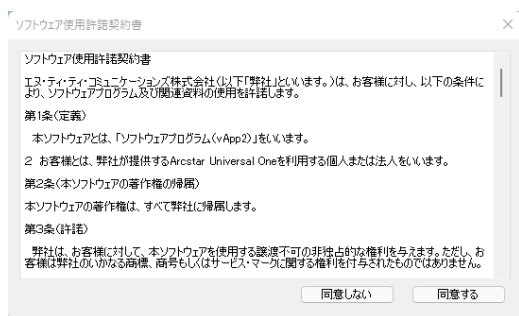 ソフトウェア使用許諾契約書
ソフトウェア使用許諾契約書
エヌ・ティ・ティ・コミュニケーションズ株式会社(以下「弊社」といいます。)は、お客様に対し、以下の条件に
より、ソフトウェアプログラム及び関連資料の使用を許諾します。
第1条(定義)
本ソフトウェアとは、「ソフトウェアプログラム(vApp2)」をいいます。
2 お客様とは、弊社が提供するArcstar Universal Oneを利用する個人または法人をいいます。
第2条(本ソフトウェアの著作権の帰属)
本ソフトウェアの著作権は、すべて弊社に帰属します。
第3条(許諾)
弊社は、お客様に対して、本ソフトウェアを使用する譲渡不可の非独占的な権利を与えます。ただし、お
客様は弊社のいかなる商標、商号もしくはサービス・マークに関する権利を付与されたものではありません。
同意しない
同意する